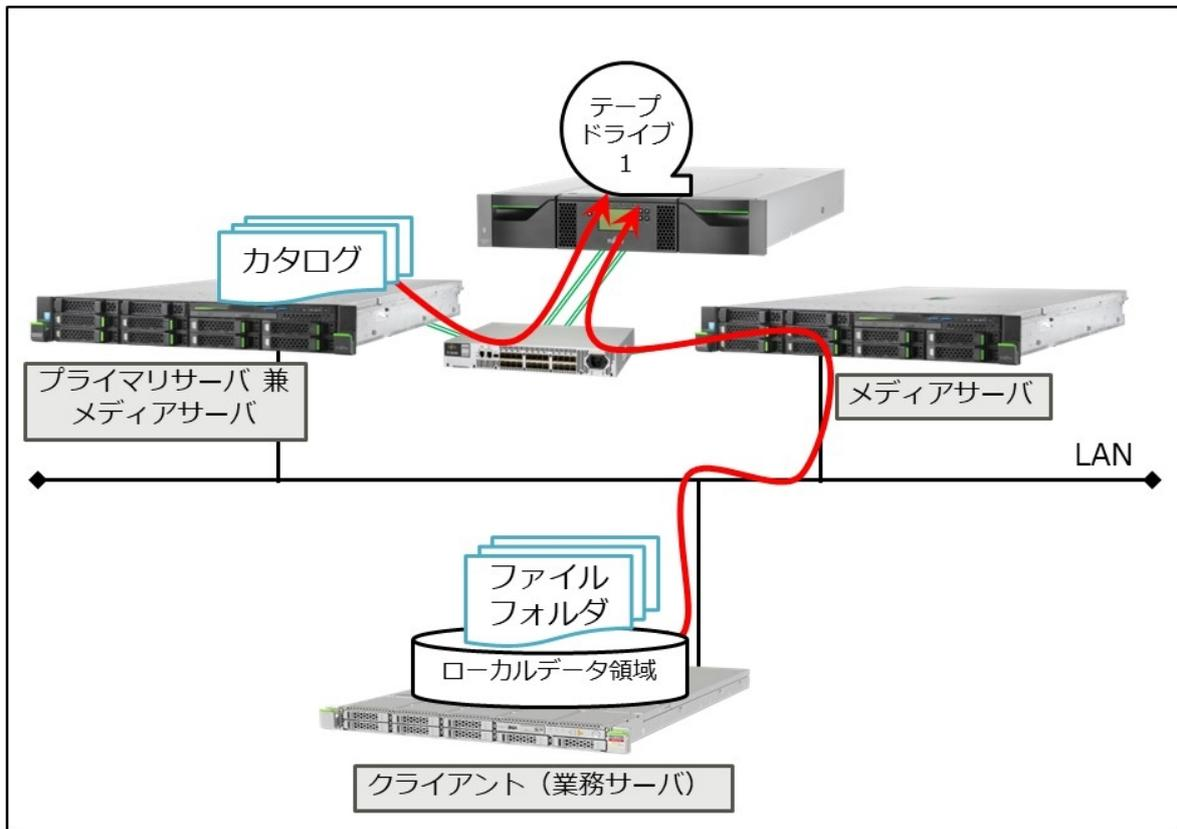 テープ
ドライブ
1
カタログ
プライマリサーバ 兼
メディアサーバ
メディアサーバ
LAN
ファイル
フォルダ
ローカルデータ領域
クライアント（業務サーバ）